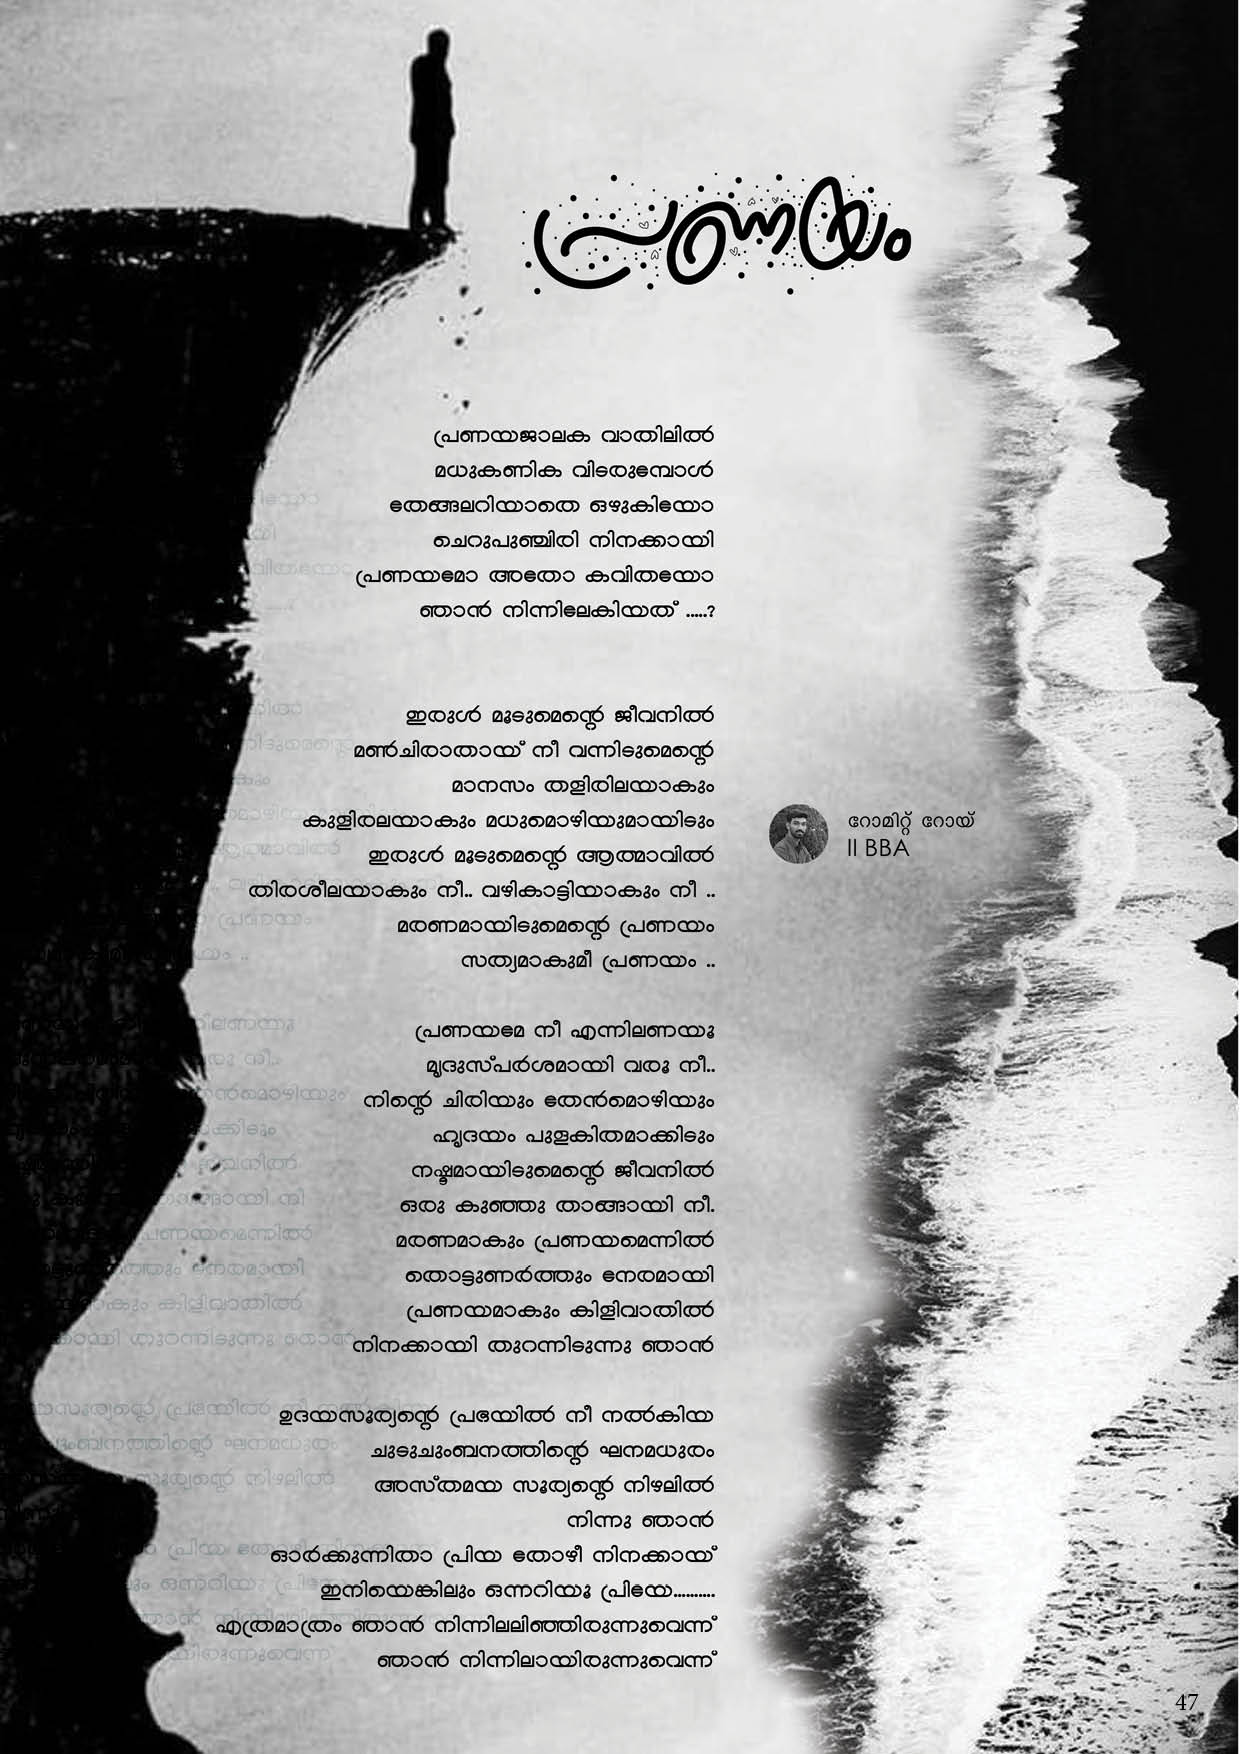 പ്രണയം
പ്രണയജാലക വാതിലിൽ
മധുകണിക വിടരുമ്പോൾ
തേങ്ങലറിയാതെ ഒഴുകിയോ
ചെറുപുഞ്ചിരി നിനക്കായി
പ്രണയമോ അതോ കവിതയോ
ഞാൻ നിന്നിലേകിയത് .....?
ഇരുൾ മൂടുമെന്റെ ജീവനിൽ
മൺചിരാതായ് നീ വന്നിടുമെന്റെ
മാനസം തളിരിലയാകും
കുളിരലയാകും മധുമൊഴിയുമായിടും
ഇരുൾ മൂടുമെന്റെ ആത്മാവിൽ
തിരശീലയാകും നീ.. വഴികാട്ടിയാകും നീ ..
മരണമായിടുമെന്റെ പ്രണയം
സത്യമാകുമീ പ്രണയം ..
റോമിറ്റ് റോയ്
II BBA
പ്രണയമേ നീ എന്നിലണയൂ
മൃദുസ്പർശമായി വരൂ നീ..
നിന്റെ ചിരിയും തേൻമൊഴിയും
ഹൃദയം പുളകിതമാക്കിടും
നഷ്ടമായിടുമെന്റെ ജീവനിൽ
ഒരു കുഞ്ഞു താങ്ങായി നീ.
മരണമാകും പ്രണയമെന്നിൽ
തൊട്ടുണർത്തും നേരമായി
പ്രണയമാകും കിളിവാതിൽ
നിനക്കായി തുറന്നിടുന്നു ഞാൻ
ഉദയസൂര്യന്റെ പ്രഭയിൽ നീ നൽകിയ
ചുടുചുംബനത്തിന്റെ ഘനമധുരം
അസ്തമയ സൂര്യന്റെ നിഴലിൽ
നിന്നു ഞാൻ
ഓർക്കുന്നിതാ പ്രിയ തോഴീ നിനക്കായ്
ഇനിയെങ്കിലും ഒന്നറിയൂ പ്രിയേ..........
എത്രമാത്രം ഞാൻ നിന്നിലലിഞ്ഞിരുന്നുവെന്ന്
ഞാൻ നിന്നിലായിരുന്നുവെന്ന്
47